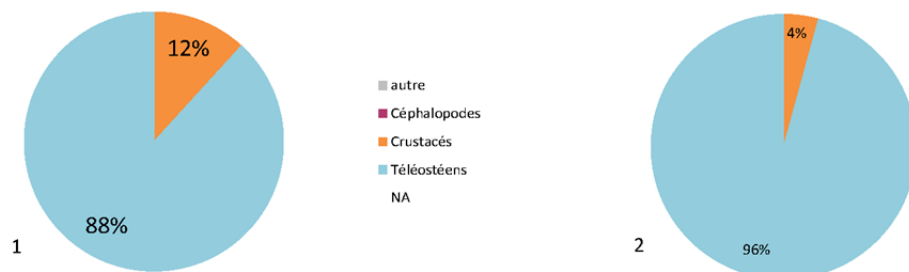 12%
88%
1
autre
Céphalopodes
Crustacés
Téléostéens
NA
4%
96%
2